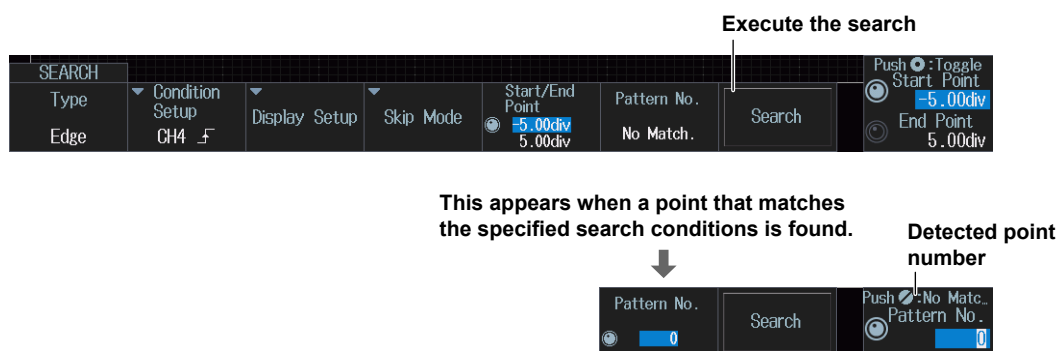 Execute the search
SEARCH
Type
Edge
Condition
Setup
CH4
Display Setup
Skip Mode
Start/End
Point
-5.00div
5.00div
Pattern No.
No Match.
Search
Push :Toggle
Start Point
-5.00div
End Point
5.00div
This appears when a point that matches
the specified search conditions is found.
Detected point
number
Pattern No.
0
Search
Push :No Matc…
Pattern No.
0